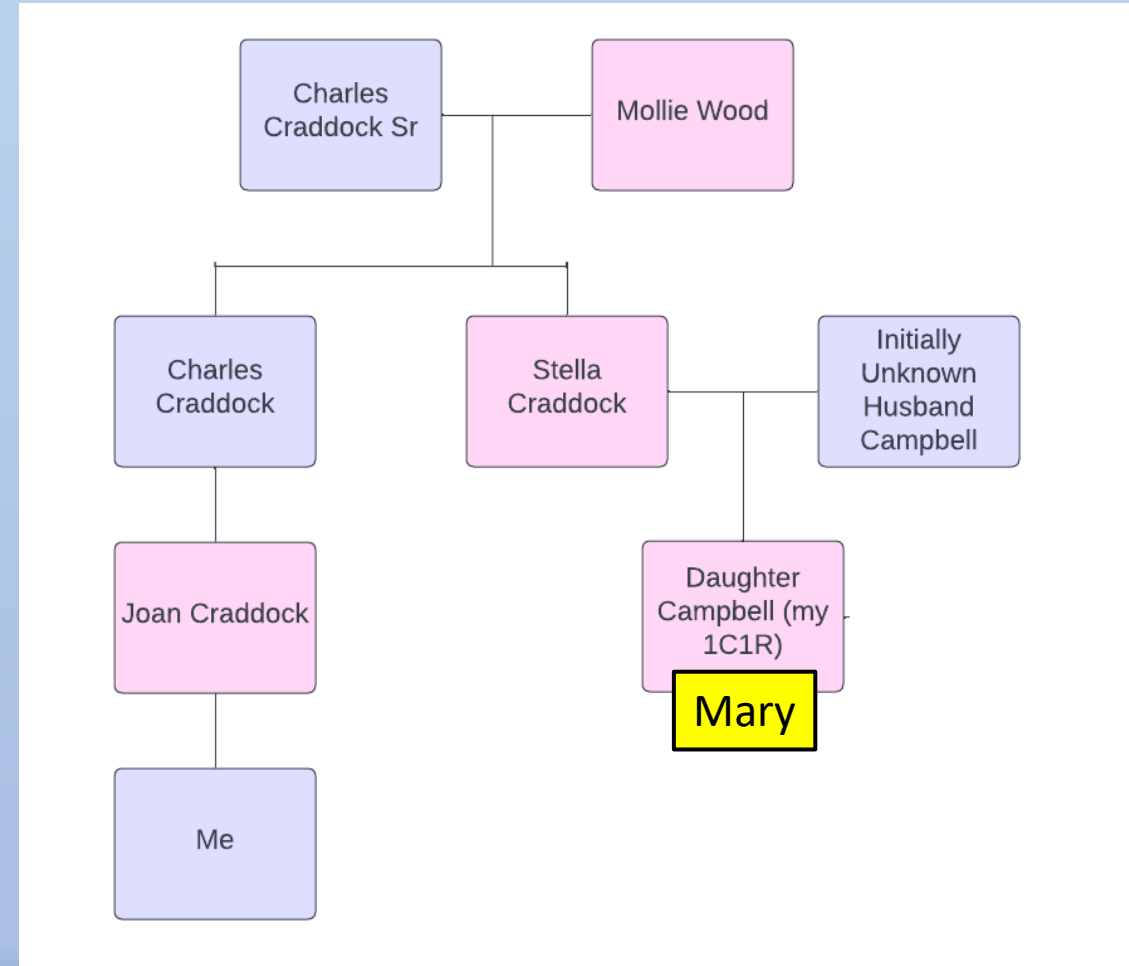 Charles
Craddock Sr
Mollie Wood
Charles
Craddock
Stella
Craddock
Initially
Unknown
Husband
Campbell
Joan Craddock
Daughter
Campbell (my
1C1R)
Mary
Me